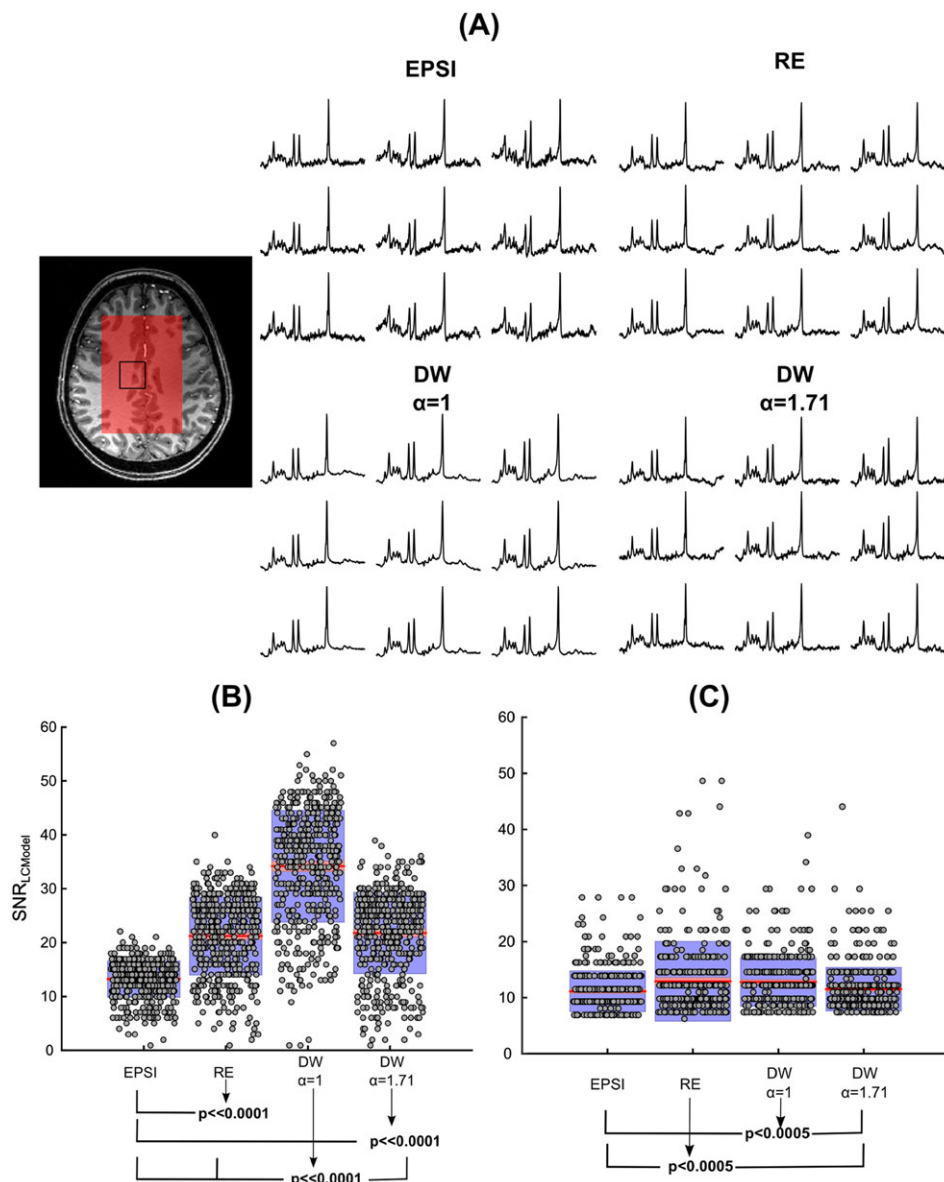 (A)
EPSI
RE
DW
α=1
DW
α=1.71
(B)
60
50
40
30
20
10
0
SNR LCModel
EPSI
RE
DW
α=1
DW
α=1.71
p<<0.0001
p<<0.0001
p<<0.0001
(C)
60
50
40
30
20
10
0
EPSI
RE
DW
α=1
DW
α=1.71
p<0.0005
p<0.0005